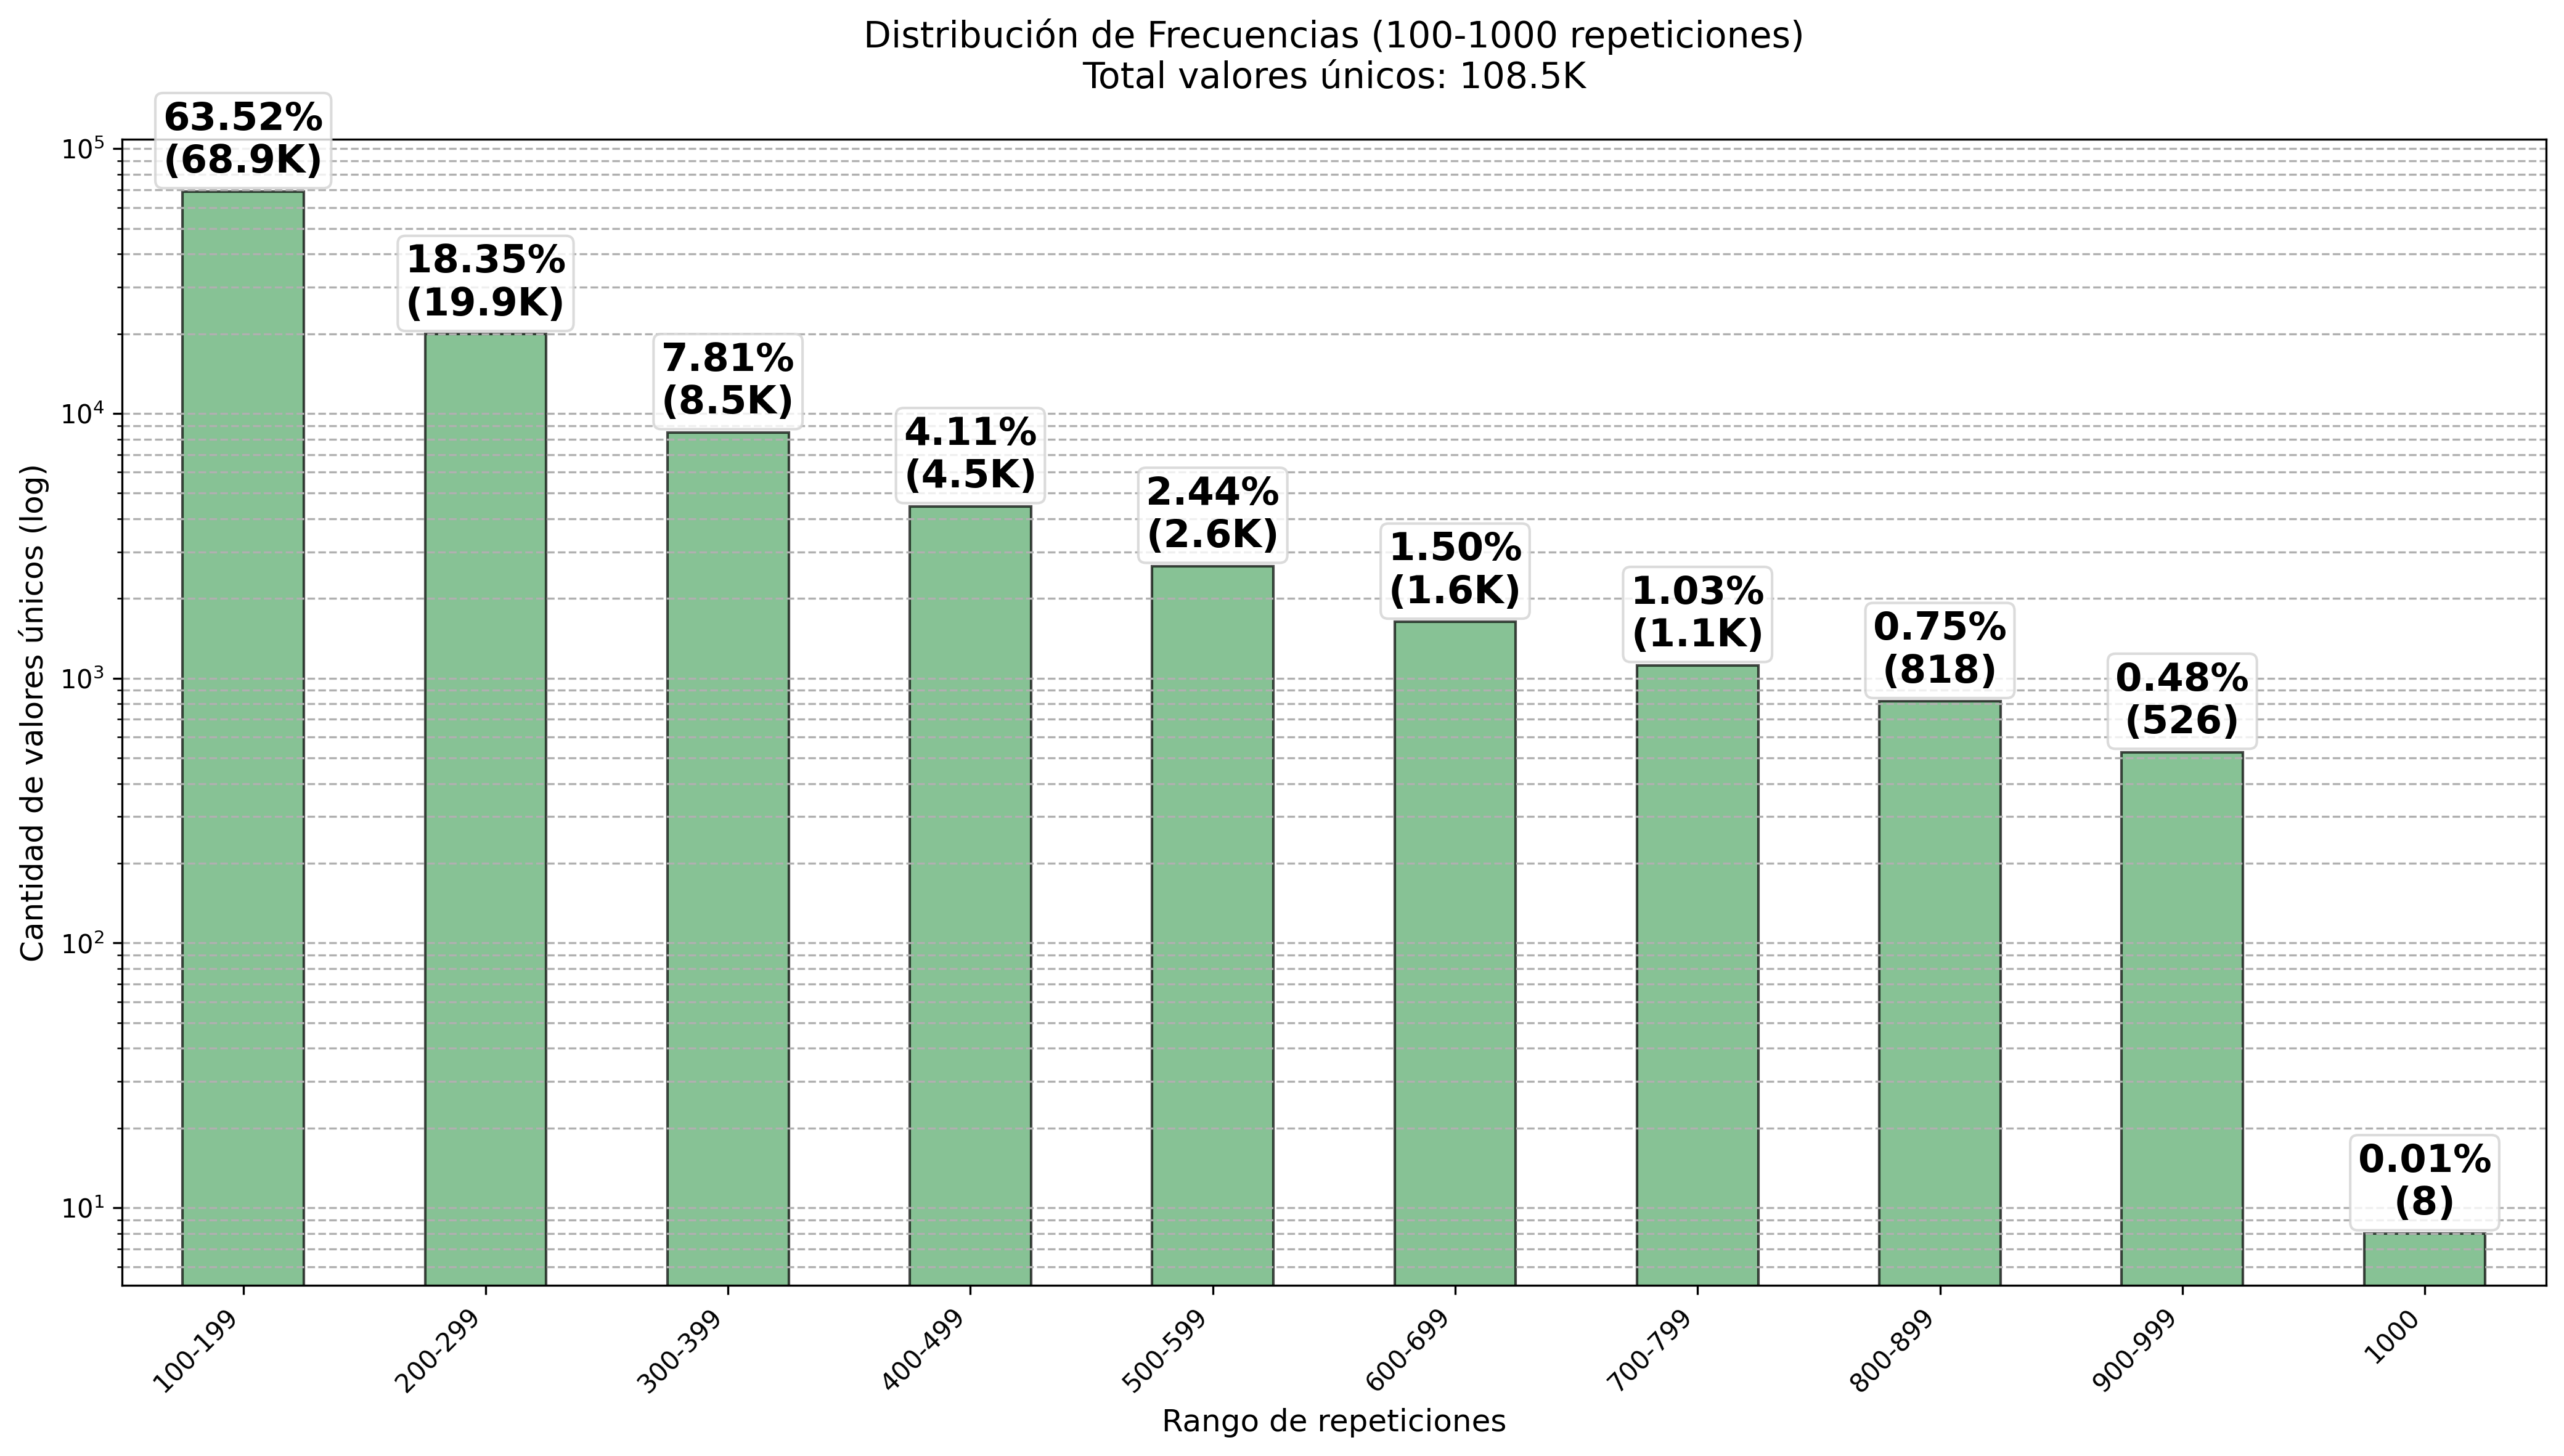 Distribución de Frecuencias (100-1000 repeticiones)
Total valores únicos: 108.5K
63.52%
(68.9K)
18.35%
(19.9K)
7.81%
(8.5K)
4.11%
(4.5K)
2.44%
(2.6K)
1.50%
(1.6K)
1.03%
(1.1K)
0.75%
(818)
0.48%
(526)
0.01%
(8)
Cantidad de valores únicos (log)
10⁵
10⁴
10³
10²
10¹
100-199
200-299
300-399
400-499
500-599
600-699
700-799
800-899
900-999
1000
Rango de repeticiones